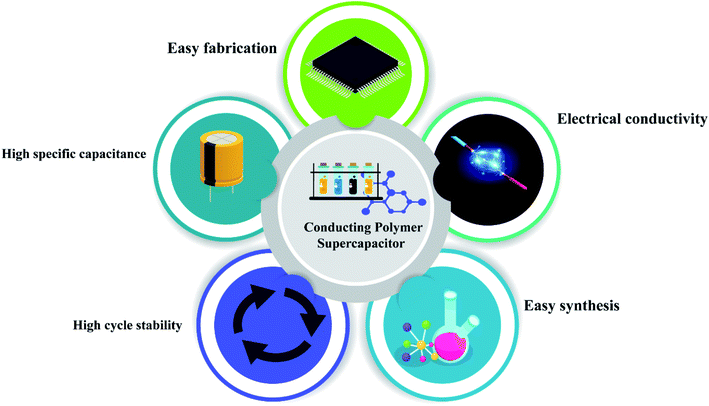 Easy fabrication
Electrical conductivity
High specific capacitance
Conducting Polymer
Supercapacitor
Easy synthesis
High cycle stability